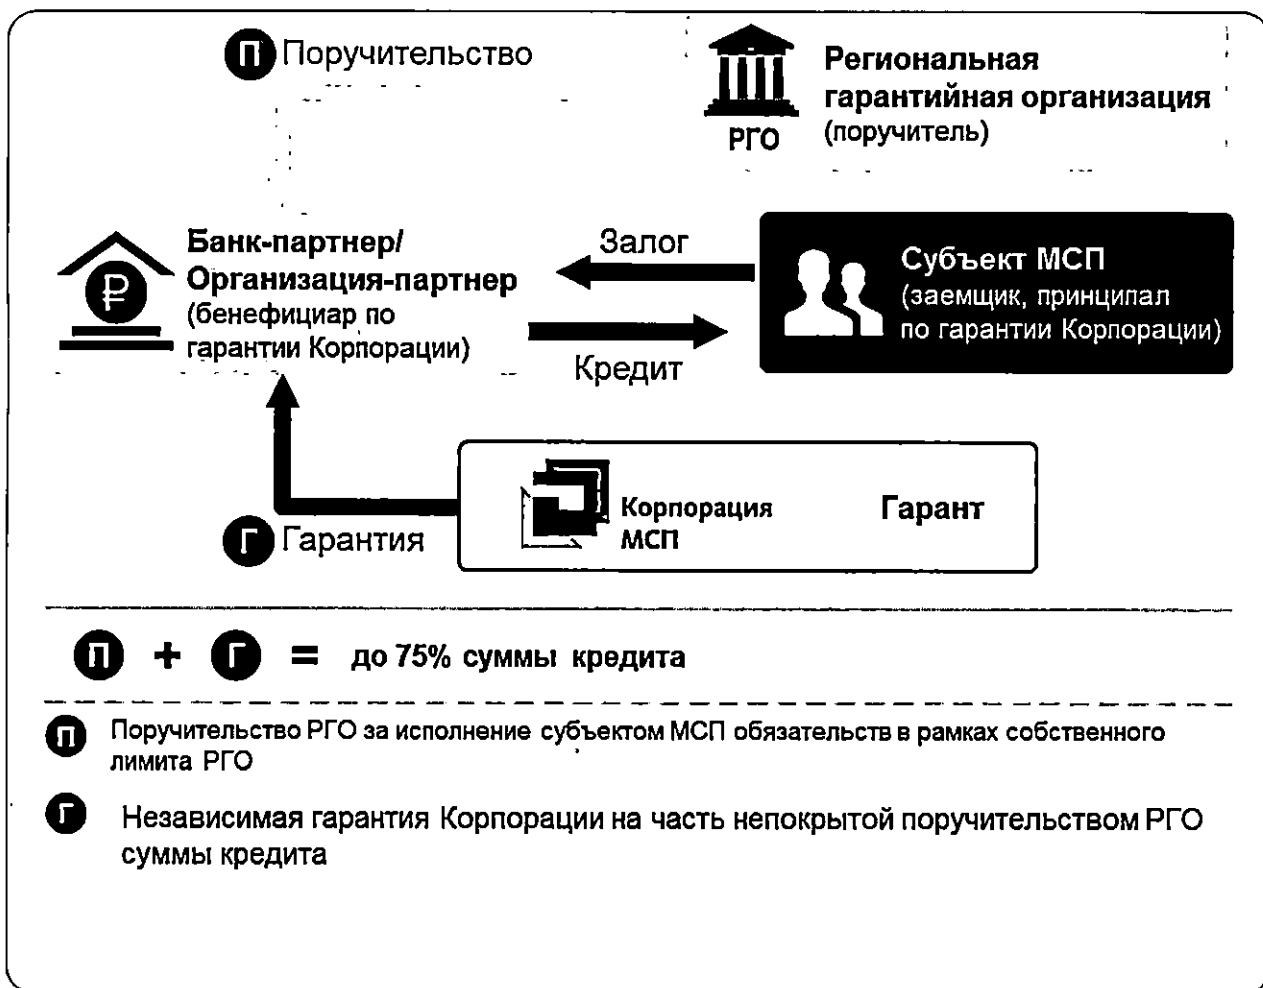 П Поручительство
Региональная
гарантийная организация
(поручитель)
РГО
Банк-партнер/
Организация-партнер
(бенефициар по
гарантии Корпорации)
Залог
Кредит
Субъект МСП
(заемщик, принципал
по гарантии Корпорации)
Г Гарантия
Корпорация
МСП
Гарант
П + Г = до 75% суммы кредита
П Поручительство РГО за исполнение субъектом МСП обязательств в рамках собственного
лимита РГО
Г Независимая гарантия Корпорации на часть непокрытой поручительством РГО
суммы кредита